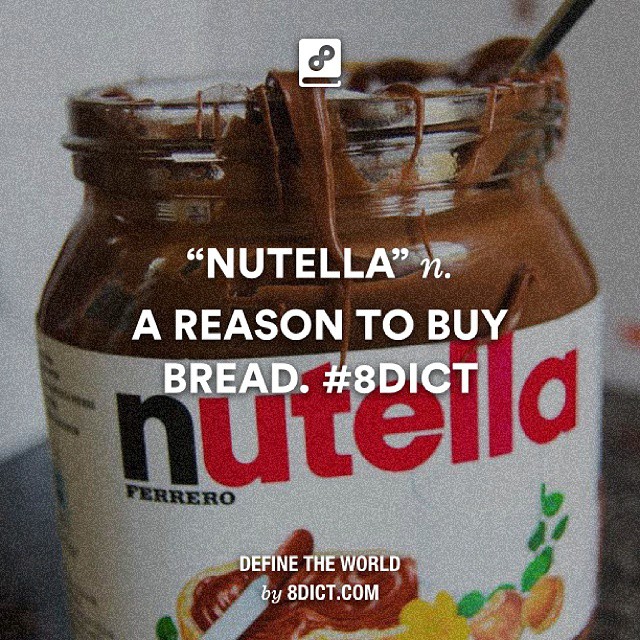 “NUTELLA” n.
A REASON TO BUY
BREAD. #8DICT
nutella
FERRERO
DEFINE THE WORLD
by 8DICT.COM